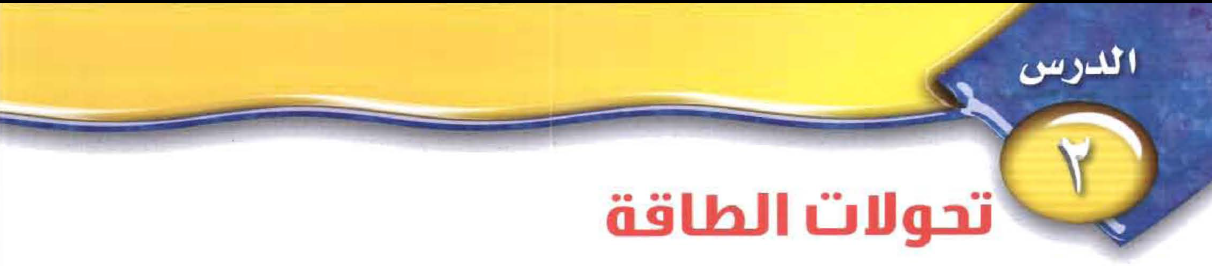 الدرس
٢
تحولات الطاقة